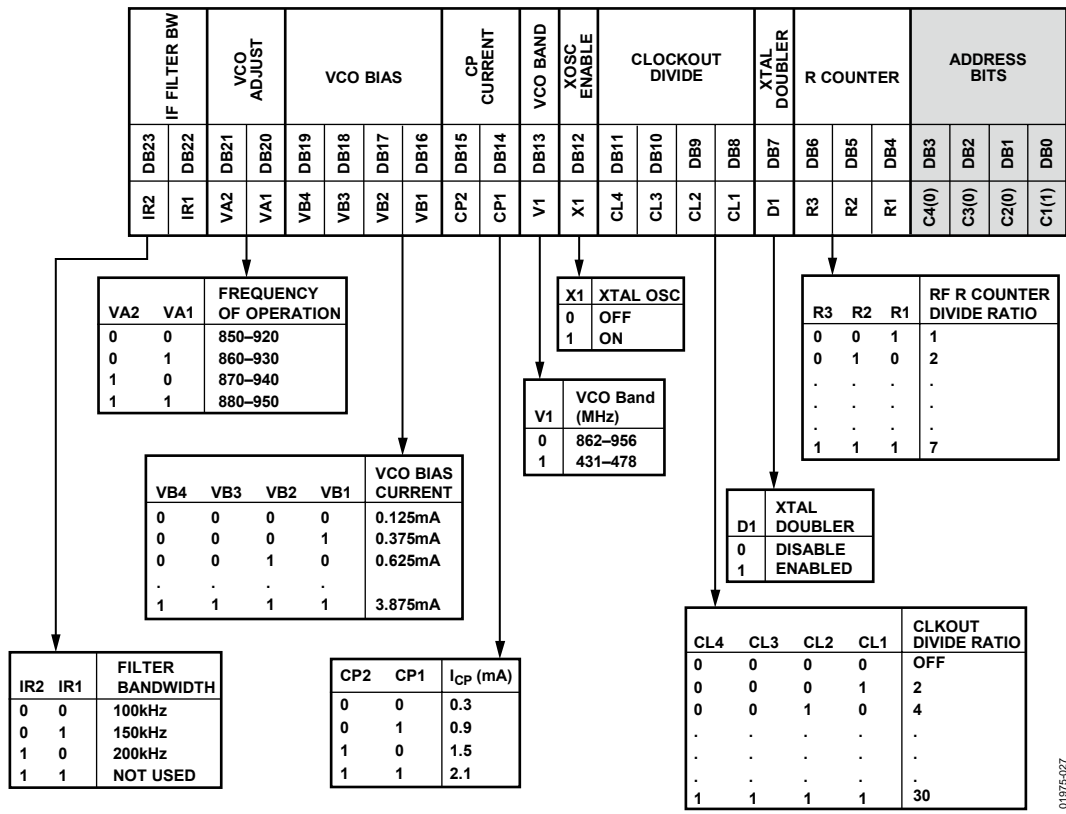 IF FILTER BW
VCO ADJUST
VCO BIAS
CP CURRENT
VCO BAND
XOSC ENABLE
CLOCKOUT DIVIDE
XTAL DOUBLER
R COUNTER
ADDRESS BITS
DB23 DB22 DB21 DB20 DB19 DB18 DB17 DB16 DB15 DB14 DB13 DB12 DB11 DB10 DB9 DB8 DB7 DB6 DB5 DB4 DB3 DB2 DB1 DB0
IR2 IR1 VA2 VA1 VB4 VB3 VB2 VB1 CP2 CP1 V1 X1 CL4 CL3 CL2 CL1 D1 R3 R2 R1 C4(0) C3(0) C2(0) C1(1)
VA2 VA1 FREQUENCY OF OPERATION
0 0 850–920
0 1 860–930
1 0 870–940
1 1 880–950
X1 XTAL OSC
0 OFF
1 ON
R3 R2 R1 RF R COUNTER DIVIDE RATIO
0 0 1 1
0 1 0 2
. . . .
. . . .
. . . .
1 1 1 7
V1 VCO Band (MHz)
0 862–956
1 431–478
VB4 VB3 VB2 VB1 VCO BIAS CURRENT
0 0 0 0 0.125mA
0 0 0 1 0.375mA
0 0 1 0 0.625mA
. . . .
1 1 1 1 3.875mA
D1 XTAL DOUBLER
0 DISABLE
1 ENABLED
IR2 IR1 FILTER BANDWIDTH
0 0 100kHz
0 1 150kHz
1 0 200kHz
1 1 NOT USED
CP2 CP1 ICP (mA)
0 0 0.3
0 1 0.9
1 0 1.5
1 1 2.1
CL4 CL3 CL2 CL1 CLKOUT DIVIDE RATIO
0 0 0 0 OFF
0 0 0 1 2
0 0 1 0 4
. . . . .
. . . . .
. . . . .
1 1 1 1 30
01975-027